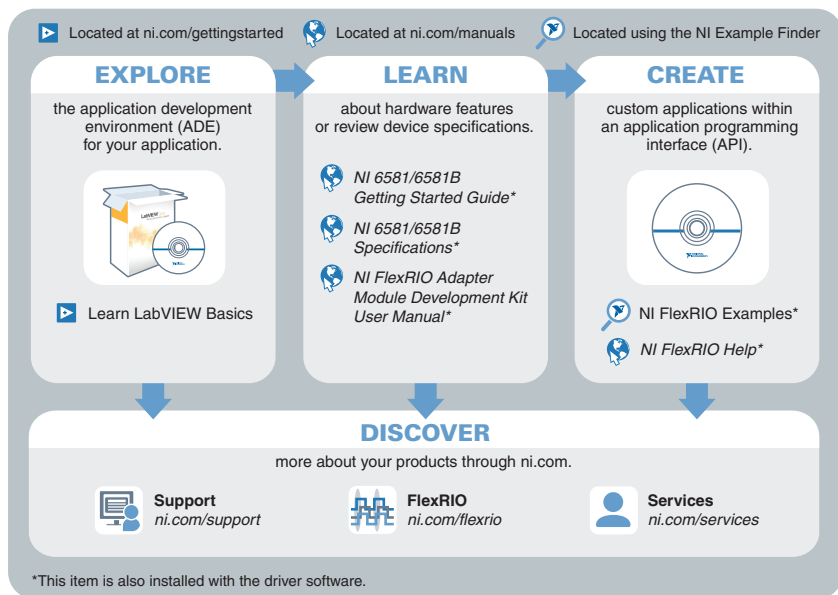 Located at ni.com/gettingstarted
Located at ni.com/manuals
Located using the NI Example Finder
EXPLORE
the application development
environment (ADE)
for your application.
LabVIEW
Learn LabVIEW Basics
LEARN
about hardware features
or review device specifications.
NI 6581/6581B
Getting Started Guide*
NI 6581/6581B
Specifications*
NI FlexRIO Adapter
Module Development Kit
User Manual*
CREATE
custom applications within
an application programming
interface (API).
NI FlexRIO Examples*
NI FlexRIO Help*
DISCOVER
more about your products through ni.com.
Support
ni.com/support
FlexRIO
ni.com/flexrio
Services
ni.com/services
*This item is also installed with the driver software.